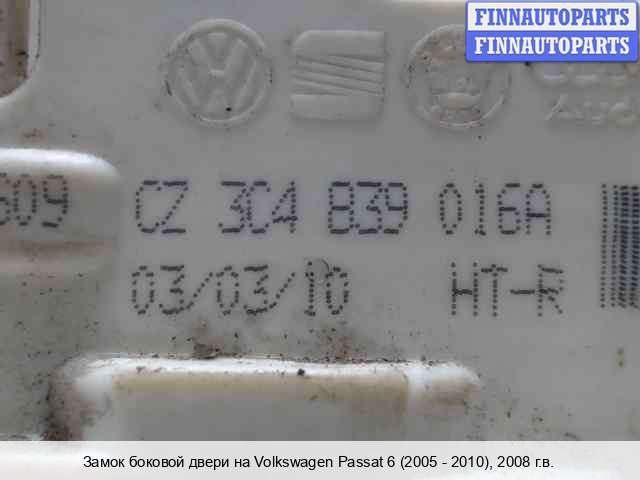 FINNAUTOPARTS
FINNAUTOPARTS
609 CZ 3C4 839 016A
03/03/10 HT-R
Замок боковой двери на Volkswagen Passat 6 (2005 - 2010), 2008 г.в.